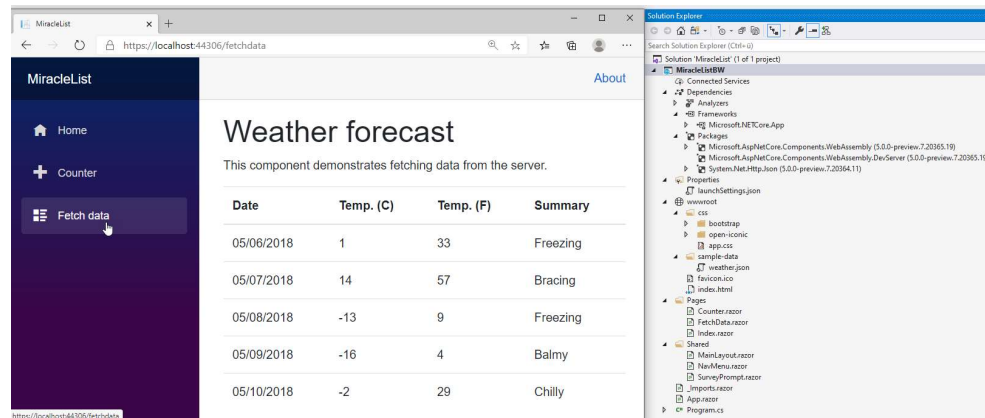 MiracleList
https://localhost:44306/fetchdata
MiracleList
About
Home
Counter
Fetch data
Weather forecast
This component demonstrates fetching data from the server.
Date Temp. (C) Temp. (F) Summary
05/06/2018 1 33 Freezing
05/07/2018 14 57 Bracing
05/08/2018 -13 9 Freezing
05/09/2018 -16 4 Balmy
05/10/2018 -2 29 Chilly
https://localhost:44306/fetchdata
Solution Explorer
Search Solution Explorer (Ctrl+ü)
Solution 'MiracleList' (1 of 1 project)
MiracleListBW
Connected Services
Dependencies
Analyzers
Frameworks
Microsoft.NETCore.App
Packages
Microsoft.AspNetCore.Components.WebAssembly (5.0.0-preview.7.20365.19)
Microsoft.AspNetCore.Components.WebAssembly.DevServer (5.0.0-preview.7.20365.19
System.Net.Http.Json (5.0.0-preview.7.20364.11)
Properties
launchSettings.json
wwwroot
css
bootstrap
open-iconic
app.css
sample-data
weather.json
favicon.ico
index.html
Pages
Counter.razor
FetchData.razor
Index.razor
Shared
MainLayout.razor
NavMenu.razor
SurveyPrompt.razor
_Imports.razor
App.razor
C# Program.cs